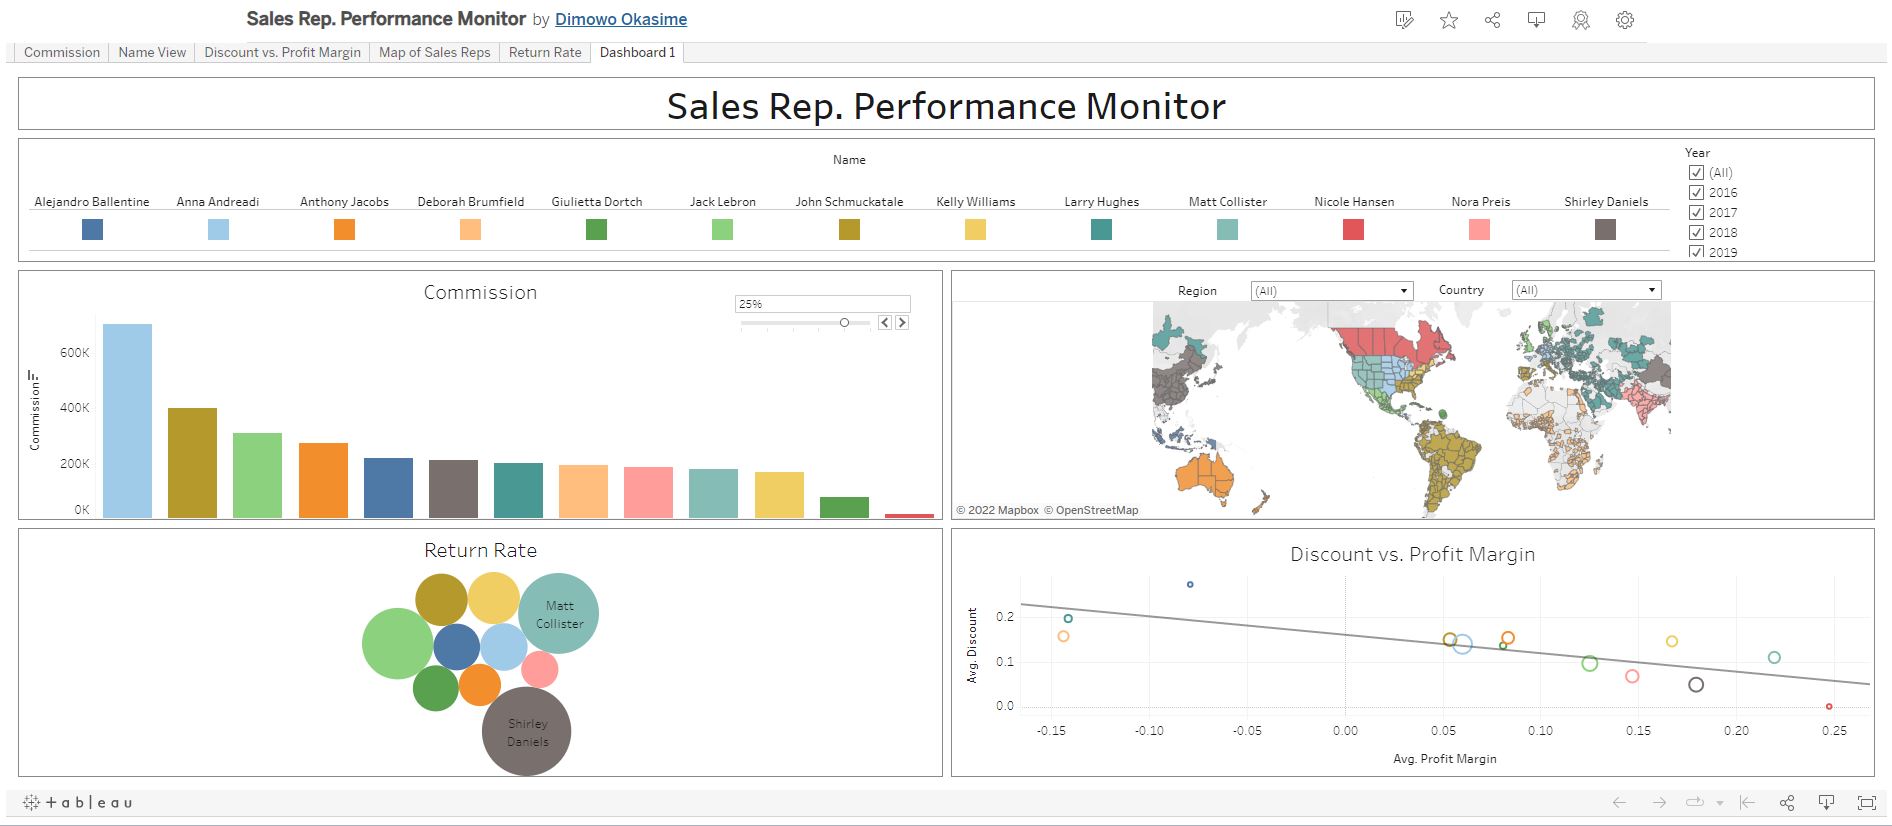 Sales Rep. Performance Monitor by Dimowo Okasime
Commission Name View Discount vs. Profit Margin Map of Sales Reps Return Rate Dashboard 1
Sales Rep. Performance Monitor
Name
Alejandro Ballentine Anna Andreadi Anthony Jacobs Deborah Brumfield Giulietta Dortch Jack Lebron John Schmuckatale Kelly Williams Larry Hughes Matt Collister Nicole Hansen Nora Preis Shirley Daniels
Year
(All)
2016
2017
2018
2019
Commission
25%
Commission
600K
400K
200K
0K
Region (All) Country (All)
© 2022 Mapbox © OpenStreetMap
Return Rate
Matt
Collister
Shirley
Daniels
Discount vs. Profit Margin
Avg. Discount
0.2
0.1
0.0
-0.15 -0.10 -0.05 0.00 0.05 0.10 0.15 0.20 0.25
Avg. Profit Margin
+ableau